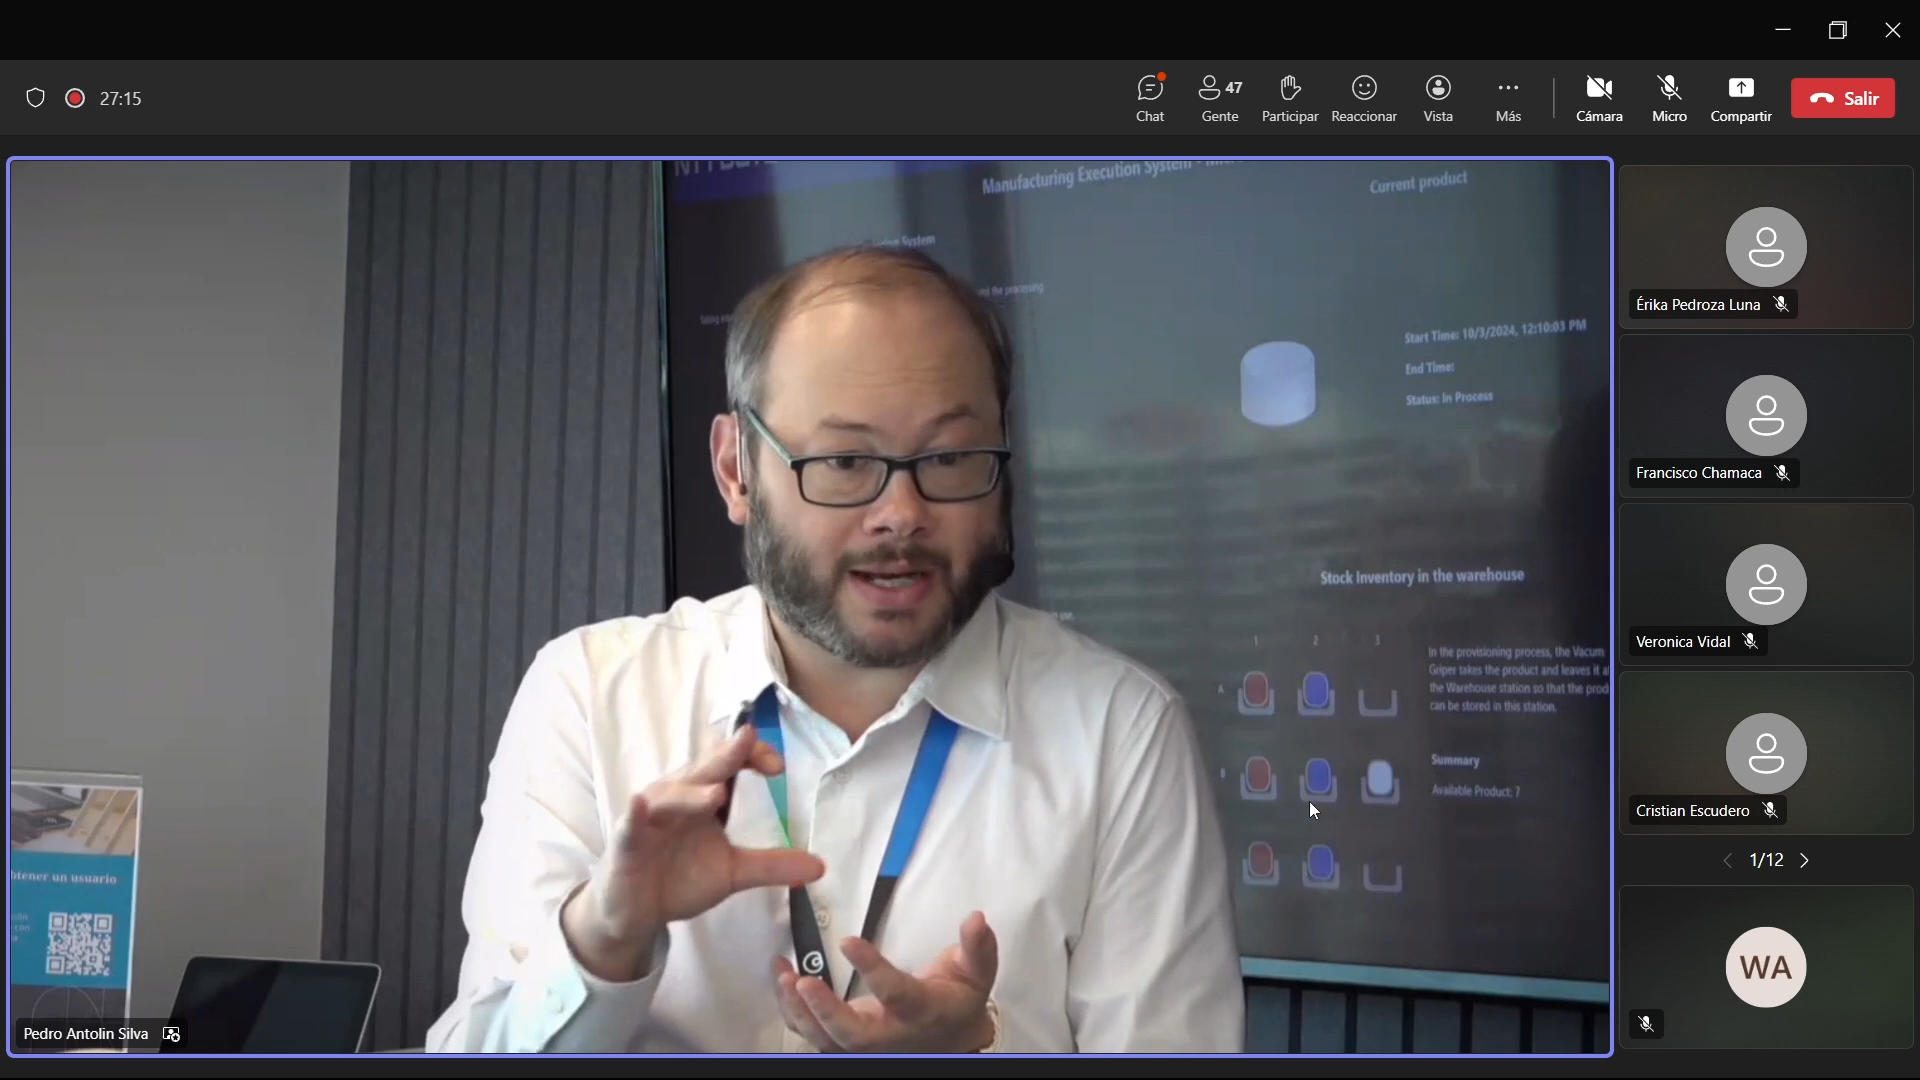 27:15
Chat
47
Gente
Participar
Reaccionar
Vista
Más
Cámara
Micro
Compartir
Salir
Manufacturing Execution System -
Current product
System
and the processing
Start Time: 10/3/2024, 12:10:03 PM
End Time:
Status: In Process
Stock Inventory in the warehouse
1 2 3
In the provisioning process, the Vacum
Griper takes the product and leaves it a
the Warehouse station so that the prod
can be stored in this station.
A
B
Summary
Available Product: 7
btener un usuario
Pedro Antolin Silva
Érika Pedroza Luna
Francisco Chamaca
Veronica Vidal
Cristian Escudero
1/12
WA